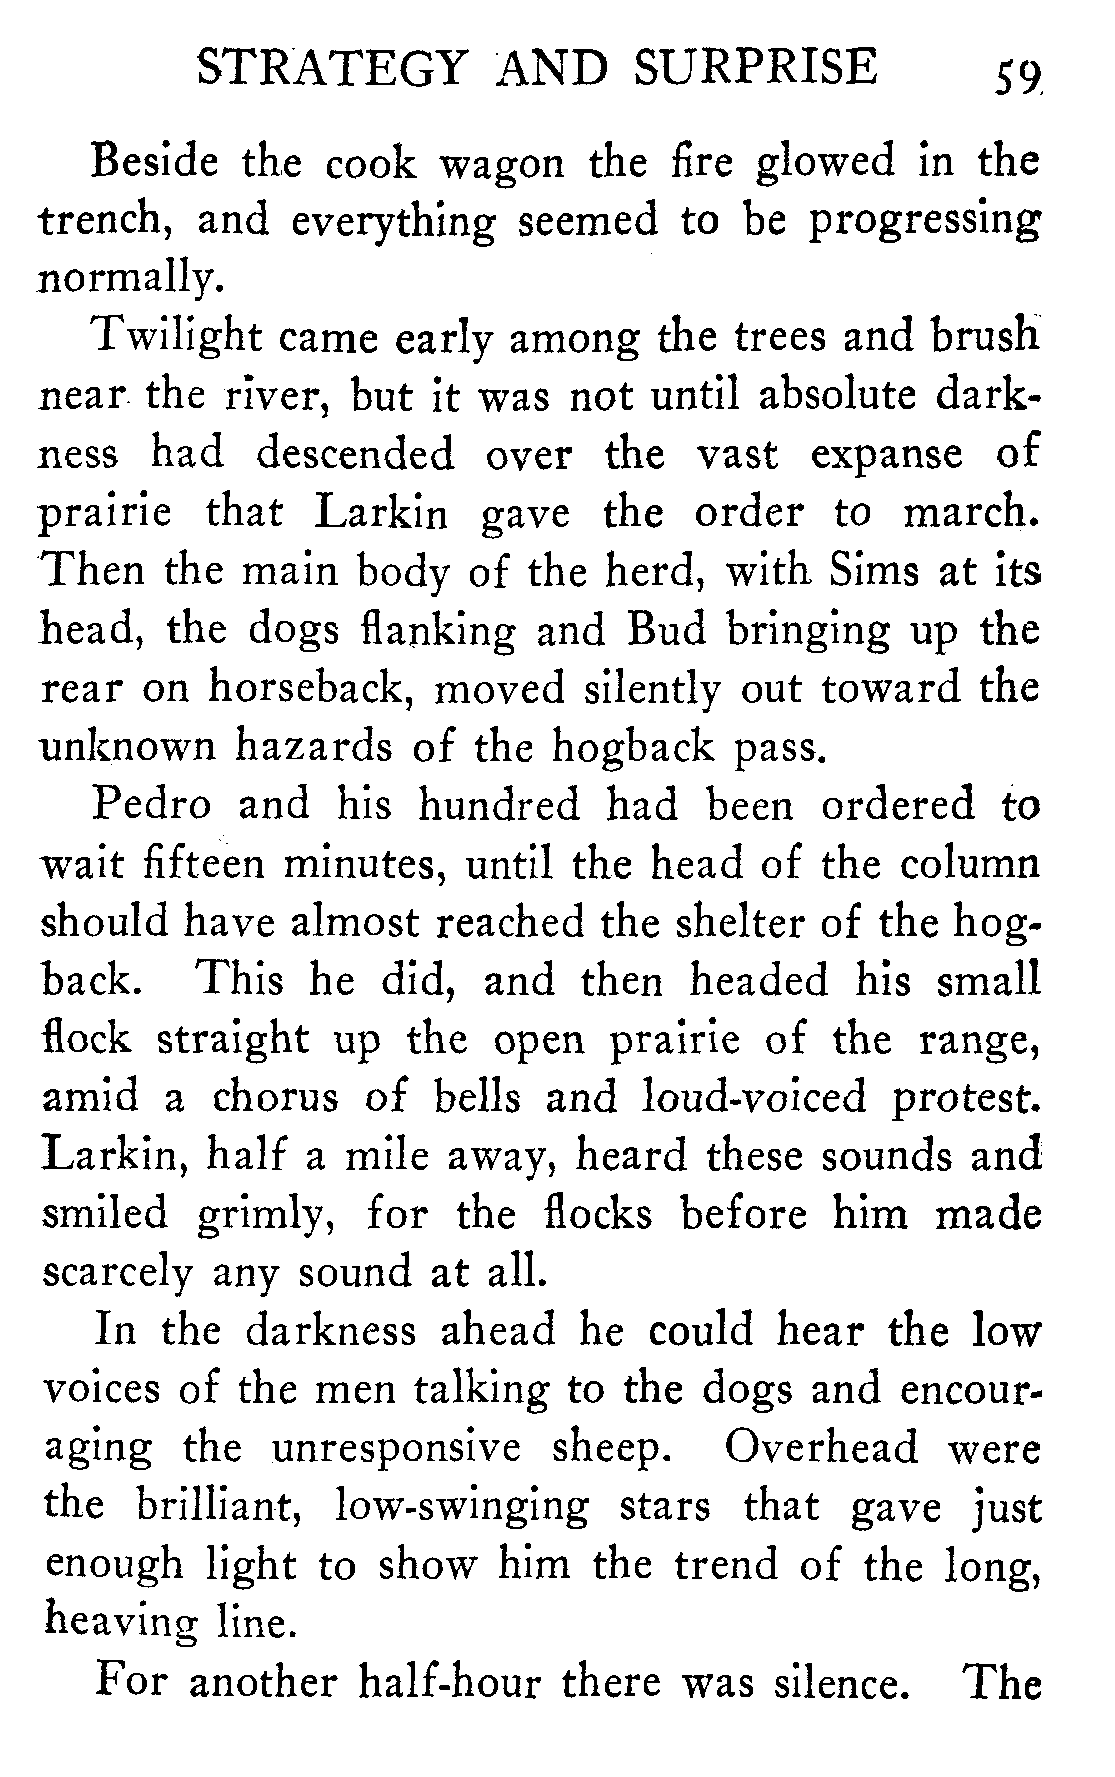 STRATEGY AND SURPRISE 59
Beside the cook wagon the fire glowed in the
trench, and everything seemed to be progressing
normally.
Twilight came early among the trees and brush
near the river, but it was not until absolute dark-
ness had descended over the vast expanse of
prairie that Larkin gave the order to march.
Then the main body of the herd, with Sims at its
head, the dogs flanking and Bud bringing up the
rear on horseback, moved silently out toward the
unknown hazards of the hogback pass.
Pedro and his hundred had been ordered to
wait fifteen minutes, until the head of the column
should have almost reached the shelter of the hog-
back. This he did, and then headed his small
flock straight up the open prairie of the range,
amid a chorus of bells and loud-voiced protest.
Larkin, half a mile away, heard these sounds and
smiled grimly, for the flocks before him made
scarcely any sound at all.
In the darkness ahead he could hear the low
voices of the men talking to the dogs and encour-
aging the unresponsive sheep. Overhead were
the brilliant, low-swinging stars that gave just
enough light to show him the trend of the long,
heaving line.
For another half-hour there was silence. The